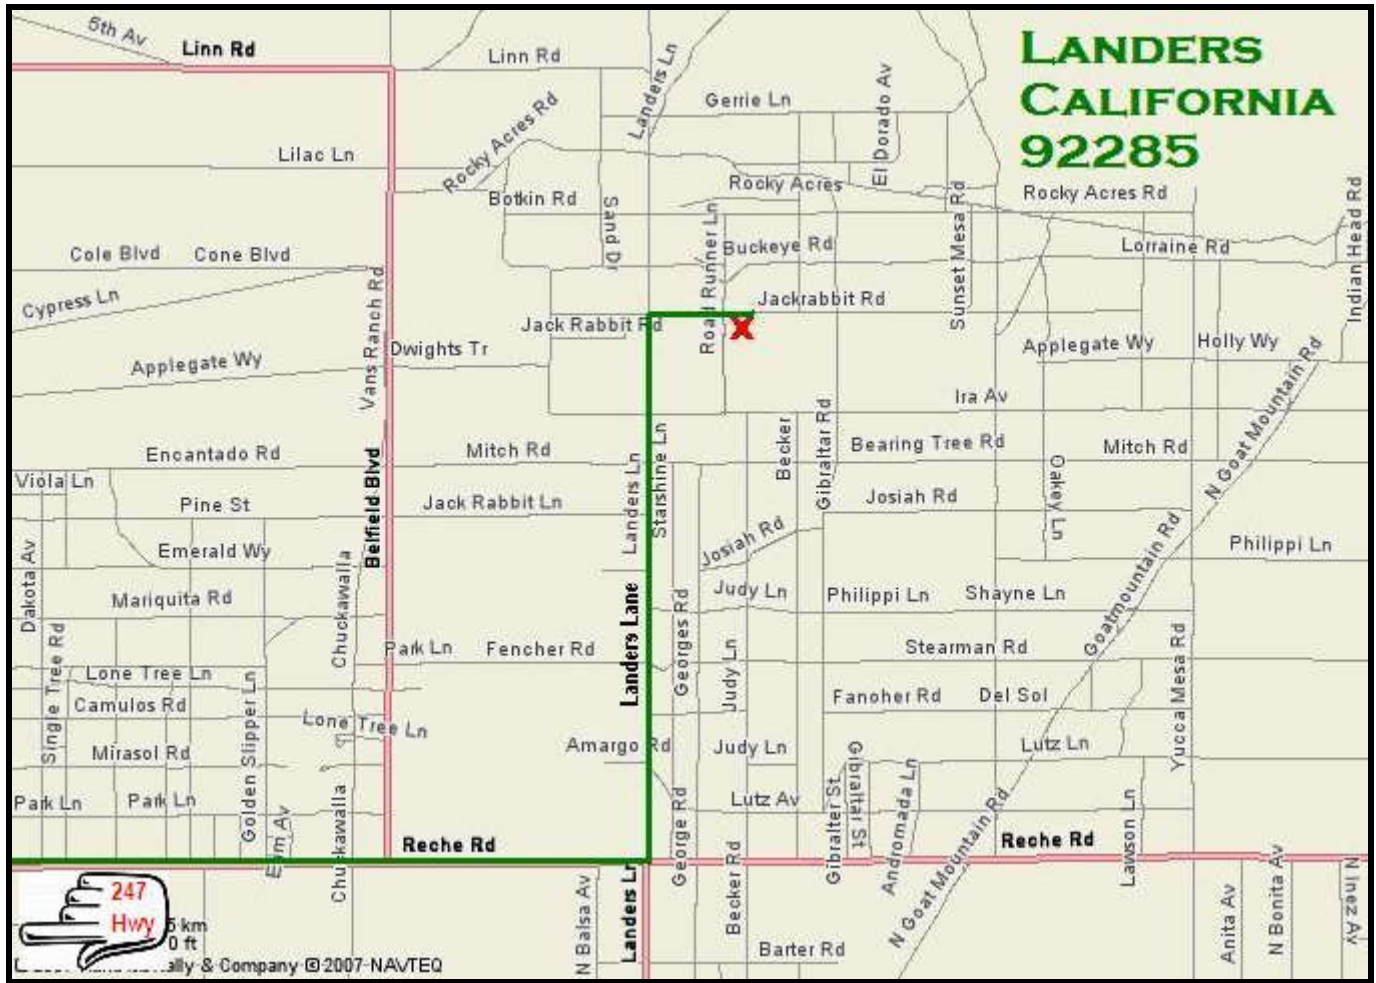 5th Av
Linn Rd
Linn Rd
Landers Ln
Gerrie Ln
El Dorado Av
LANDERS
CALIFORNIA
92285
Lilac Ln
Rocky Acres Rd
Rocky Acres
Rocky Acres Rd
Botkin Rd
Sand Dr
Road Runner Ln
Sunset Mesa Rd
Indian Head Rd
Cole Blvd
Cone Blvd
Buckeye Rd
Lorraine Rd
Cypress Ln
Vans Ranch Rd
Jackrabbit Rd
Jack Rabbit Rd
X
Applegate Wy
Dwights Tr
Applegate Wy
Holly Wy
N Goat Mountain Rd
Ira Av
Encantado Rd
Belfield Blvd
Mitch Rd
Landers Ln
Starshine Ln
Becker
Gibraltar Rd
Bearing Tree Rd
Mitch Rd
Oakey Ln
Viola Ln
Pine St
Jack Rabbit Ln
Josiah Rd
Josiah Rd
Dakota Av
Emerald Wy
Chuckawalla
Philippi Ln
Goatmountain Rd
Mariquita Rd
Landers Lane
Georges Rd
Judy Ln
Philippi Ln
Shayne Ln
Single Tree Rd
Park Ln
Fencher Rd
Judy Ln
Stearman Rd
Yucca Mesa Rd
Lone Tree Ln
Golden Slipper Ln
Camulos Rd
Lone Tree Ln
Fanoher Rd
Del Sol
Mirasol Rd
Amargo Rd
Judy Ln
Gibraltar St
Lutz Ln
Park Ln
Park Ln
Elim Av
Chuckawalla
George Rd
Lutz Av
Gibralter St
Andromada Ln
N Goat Mountain Rd
Lawson Ln
Reche Rd
Reche Rd
247
Hwy
5 km
0 ft
N Balsa Av
Landers Ln
Becker Rd
Barter Rd
Anita Av
N Bonita Av
N Inez Av
ally & Company © 2007 NAVTEQ